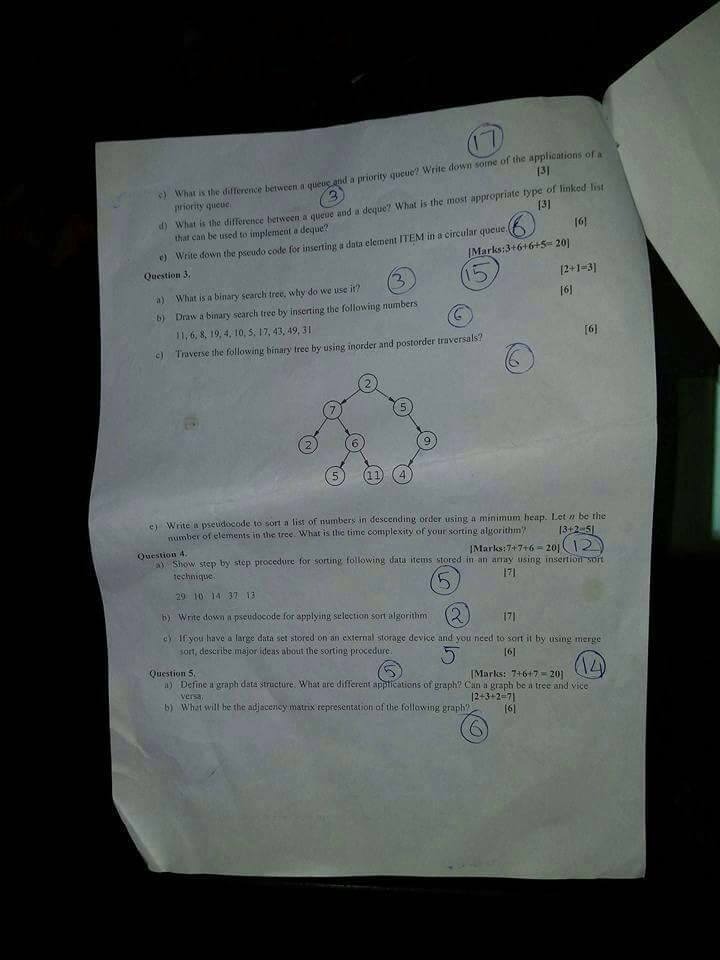 17
c) What is the difference between a queue and a priority queue? Write down some of the applications of a
priority queue. 3 [3]
d) What is the difference between a queue and a deque? What is the most appropriate type of linked list
that can be used to implement a deque? [3]
e) Write down the pseudo code for inserting a data element ITEM in a circular queue. 6 [6]
Question 3. [Marks:3+6+6+5= 20]
a) What is a binary search tree, why do we use it? 3 15 [2+1=3]
b) Draw a binary search tree by inserting the following numbers 6 [6]
11, 6, 8, 19, 4, 10, 5, 17, 43, 49, 31
c) Traverse the following binary tree by using inorder and postorder traversals? 6 [6]
2
7 5
2 6 9
5 11 4
e) Write a pseudocode to sort a list of numbers in descending order using a minimum heap. Let n be the
number of elements in the tree. What is the time complexity of your sorting algorithm? [3+2=5]
Question 4. [Marks:7+7+6 = 20] 12
a) Show step by step procedure for sorting following data items stored in an array using insertion sort
technique. 5 [7]
29 10 14 37 13
b) Write down a pseudocode for applying selection sort algorithm 2 [7]
c) If you have a large data set stored on an external storage device and you need to sort it by using merge
sort, describe major ideas about the sorting procedure. 5 [6]
Question 5. 5 [Marks: 7+6+7 = 20] 14
a) Define a graph data structure. What are different applications of graph? Can a graph be a tree and vice
versa. [2+3+2=7]
b) What will be the adjacency matrix representation of the following graph? [6]
6